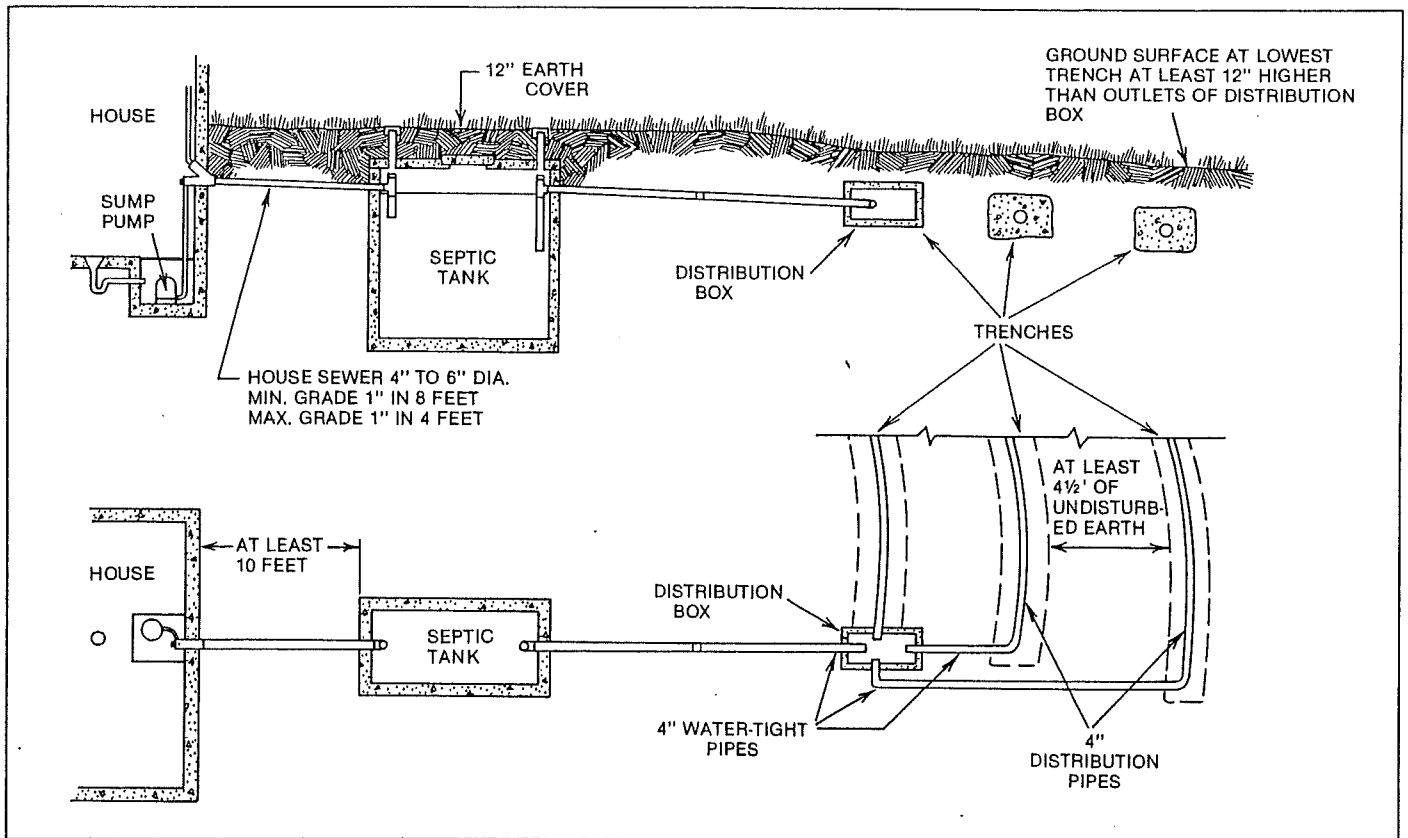 12" EARTH
COVER
GROUND SURFACE AT LOWEST
TRENCH AT LEAST 12" HIGHER
THAN OUTLETS OF DISTRIBUTION
BOX
HOUSE
SUMP
PUMP
SEPTIC
TANK
DISTRIBUTION
BOX
TRENCHES
HOUSE SEWER 4" TO 6" DIA.
MIN. GRADE 1" IN 8 FEET
MAX. GRADE 1" IN 4 FEET
AT LEAST
4½' OF
UNDISTURB-
ED EARTH
AT LEAST
10 FEET
HOUSE
SEPTIC
TANK
DISTRIBUTION
BOX
4" WATER-TIGHT
PIPES
4"
DISTRIBUTION
PIPES